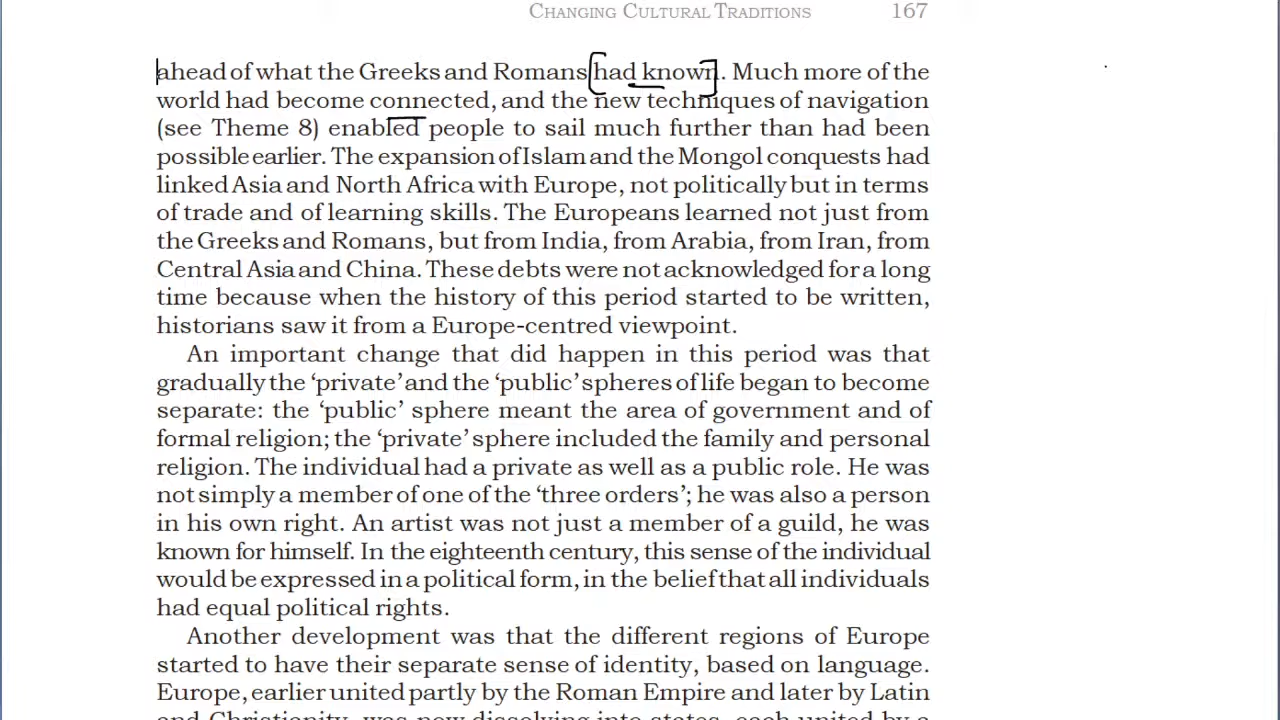 CHANGING CULTURAL TRADITIONS 167
ahead of what the Greeks and Romans had known. Much more of the
world had become connected, and the new techniques of navigation
(see Theme 8) enabled people to sail much further than had been
possible earlier. The expansion of Islam and the Mongol conquests had
linked Asia and North Africa with Europe, not politically but in terms
of trade and of learning skills. The Europeans learned not just from
the Greeks and Romans, but from India, from Arabia, from Iran, from
Central Asia and China. These debts were not acknowledged for a long
time because when the history of this period started to be written,
historians saw it from a Europe-centred viewpoint.
An important change that did happen in this period was that
gradually the ‘private’ and the ‘public’ spheres of life began to become
separate: the ‘public’ sphere meant the area of government and of
formal religion; the ‘private’ sphere included the family and personal
religion. The individual had a private as well as a public role. He was
not simply a member of one of the ‘three orders’; he was also a person
in his own right. An artist was not just a member of a guild, he was
known for himself. In the eighteenth century, this sense of the individual
would be expressed in a political form, in the belief that all individuals
had equal political rights.
Another development was that the different regions of Europe
started to have their separate sense of identity, based on language.
Europe, earlier united partly by the Roman Empire and later by Latin
and Christianity, was now dissolving into states, each united by a